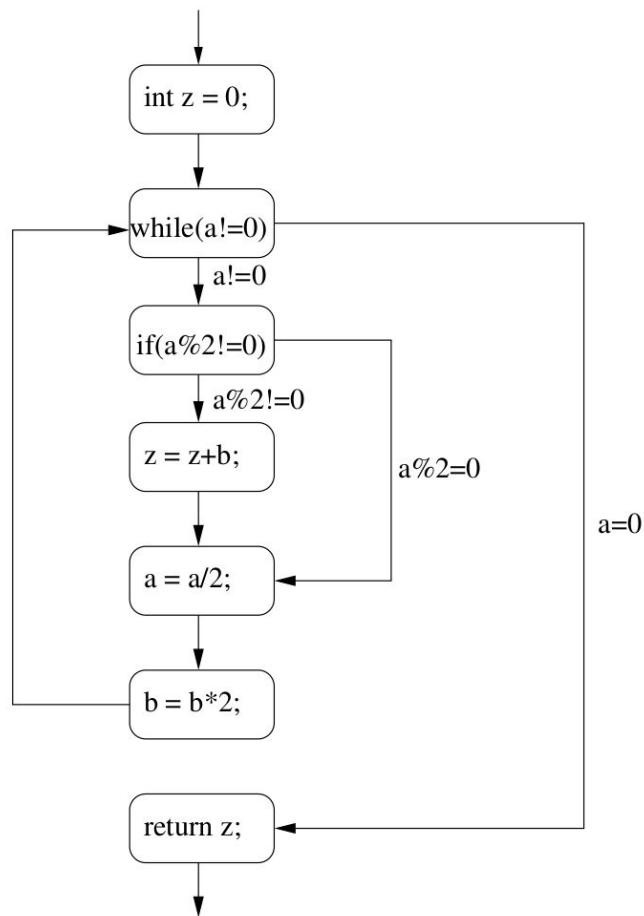 int z = 0;
while(a!=0)
a!=0
if(a%2!=0)
a%2!=0
z = z+b;
a%2=0
a=0
a = a/2;
b = b*2;
return z;